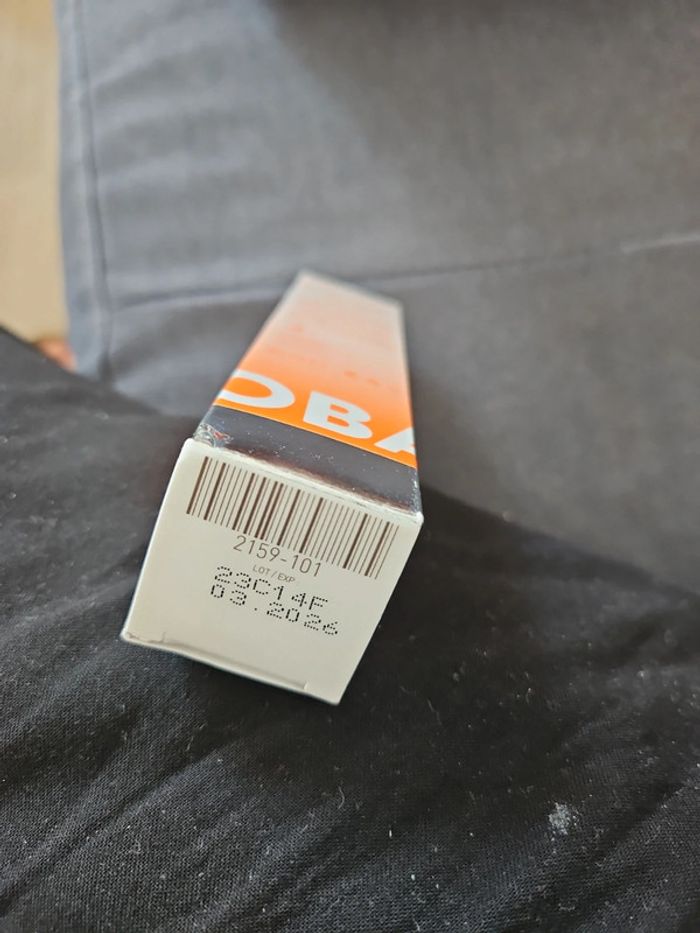 OBA
2159-101
LOT/EXP
23C14F
03.2026